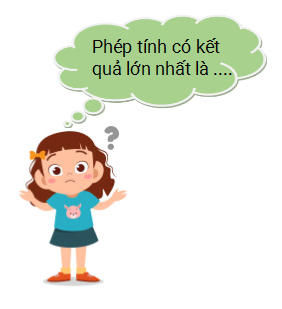 Phép tính có kết
quả lớn nhất là ....
?